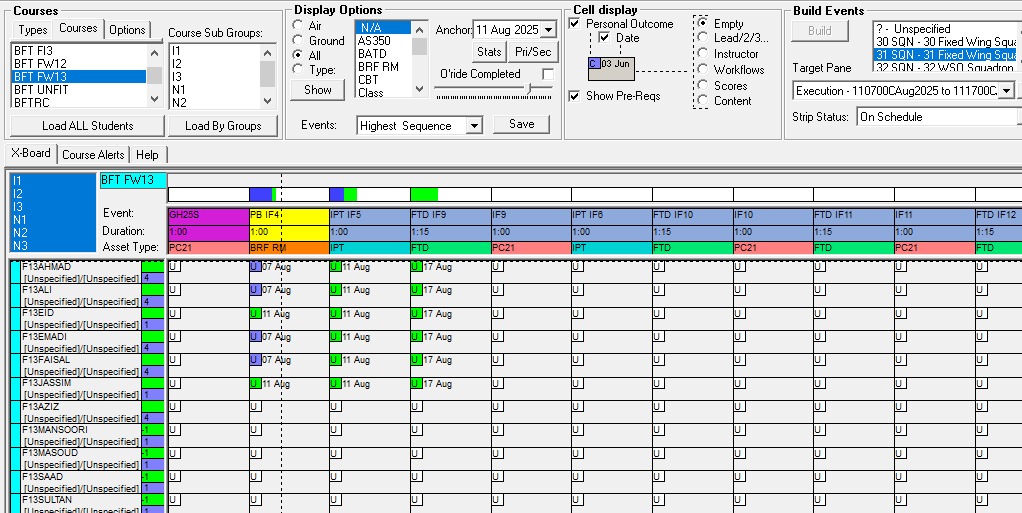 Courses
Types Courses Options
Course Sub Groups:
BFT FI3
BFT FW12
BFT FW13
BFT UNFIT
BFTRC
I1
I2
I3
N1
N2
Load ALL Students
Load By Groups
Display Options
Air
Ground
All
Type:
Show
N/A
AS350
BATD
BRF RM
CBT
Class
Anchor: 11 Aug 2025
Stats Pri/Sec
O'ride Completed
Events: Highest Sequence
Save
Cell display
Personal Outcome
Date
C 03 Jun
Show Pre-Reqs
Empty
Lead/2/3...
Instructor
Workflows
Scores
Content
Build Events
Build
Target Pane
? - Unspecified
30 SQN - 30 Fixed Wing Squa
31 SQN - 31 Fixed Wing Squa
32 SQN - 32 WSO Squadron
Execution - 110700CAug2025 to 111700C
Strip Status: On Schedule
X-Board Course Alerts Help
I1
I2
I3
N1
N2
N3
BFT FW13
Event: GH25S PB IF4 IPT IF5 FTD IF9 IF9 IPT IF6 FTD IF10 IF10 FTD IF11 IF11 FTD IF12
Duration: 1:00 1:00 1:00 1:15 1:00 1:00 1:15 1:00 1:15 1:00 1:15
Asset Type: PC21 BRF RM IPT FTD PC21 IPT FTD PC21 FTD PC21 FTD
F13AHMAD U U 07 Aug U 11 Aug U 17 Aug U U U U U U U
[Unspecified]/[Unspecified] 4
F13ALI U U 07 Aug U 11 Aug U 17 Aug U U U U U U U
[Unspecified]/[Unspecified] 4
F13EID U U 11 Aug U 11 Aug U 17 Aug U U U U U U U
[Unspecified]/[Unspecified] 1
F13EMADI U U 07 Aug U 11 Aug U 17 Aug U U U U U U U
[Unspecified]/[Unspecified] 4
F13FAISAL U U 07 Aug U 11 Aug U 17 Aug U U U U U U U
[Unspecified]/[Unspecified] 4
F13JASSIM U U 11 Aug U 11 Aug U 17 Aug U U U U U U U
[Unspecified]/[Unspecified] 1
F13AZIZ U U U U U U U U U U U
[Unspecified]/[Unspecified] 4
F13MANSOORI -1 U U U U U U U U U U U
[Unspecified]/[Unspecified] 1
F13MASOUD -1 U U U U U U U U U U U
[Unspecified]/[Unspecified] 1
F13SAAD -1 U U U U U U U U U U U
[Unspecified]/[Unspecified] 1
F13SULTAN -1 U U U U U U U U U U U
[Unspecified]/[Unspecified] 1